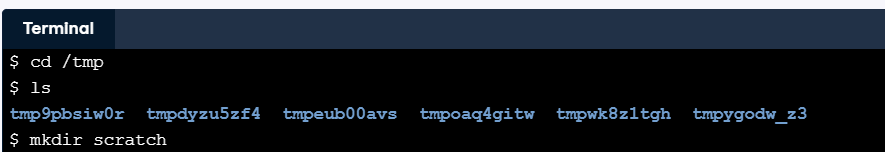 Terminal
$ cd /tmp
$ ls
tmp9pbsiw0r tmpdyzu5zf4 tmpeub00avs tmpoaq4gitw tmpwk8z1tgh tmpygodw_z3
$ mkdir scratch